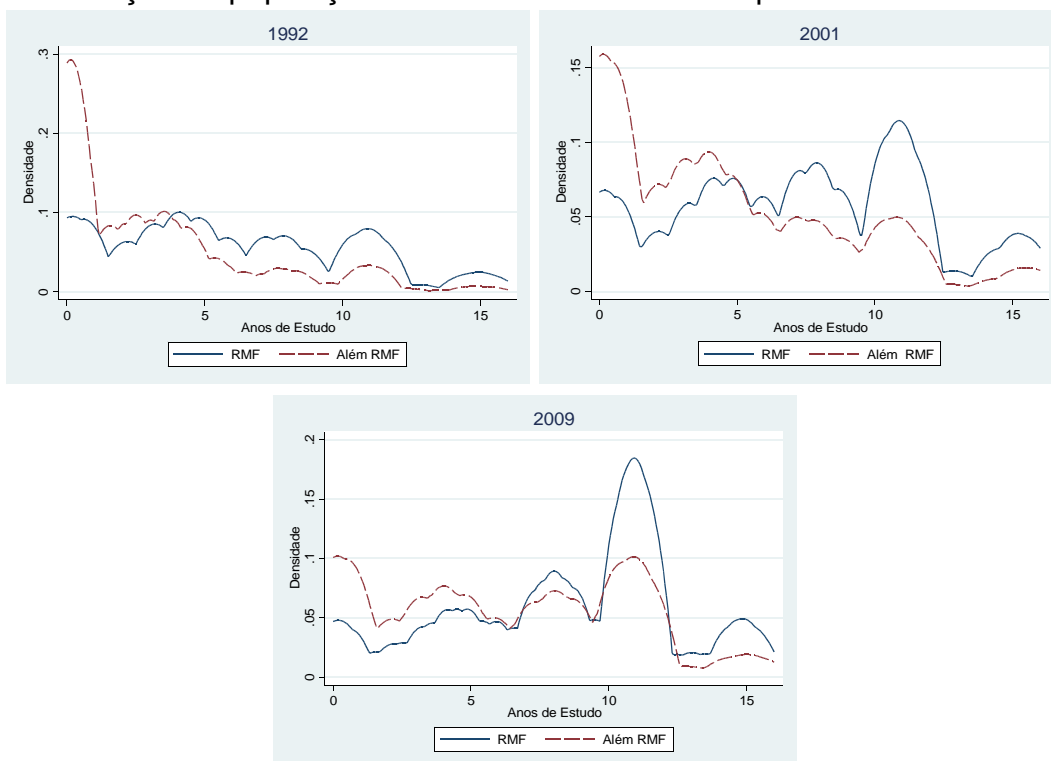 1992
.3
.2
.1
0
Densidade
0 5 10 15
Anos de Estudo
RMF Além RMF
2001
.15
.1
.05
0
Densidade
0 5 10 15
Anos de Estudo
RMF Além RMF
2009
.2
.15
.1
.05
0
Densidade
0 5 10 15
Anos de Estudo
RMF Além RMF